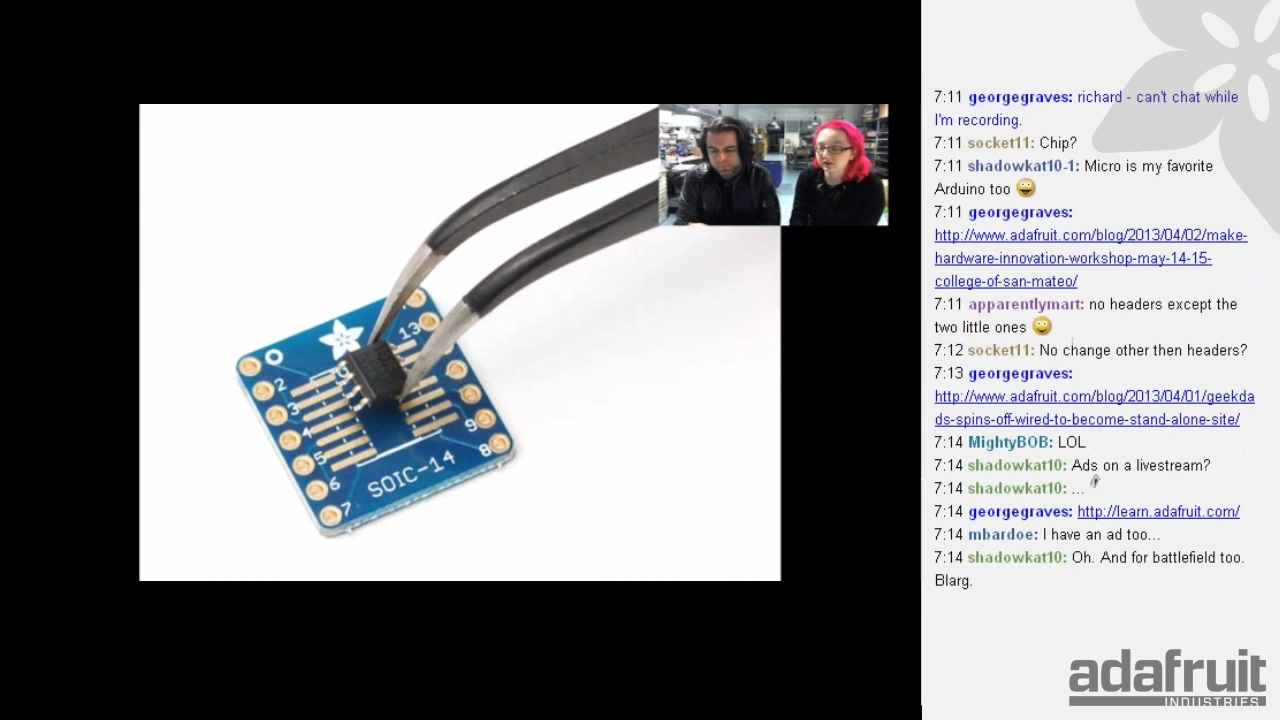 13
2
3
4
5
6
7
9
8
SOIC-14
7:11 georgegraves: richard - can't chat while
I'm recording.
7:11 socket11: Chip?
7:11 shadowkat10-1: Micro is my favorite
Arduino too
7:11 georgegraves:
http://www.adafruit.com/blog/2013/04/02/make-
hardware-innovation-workshop-may-14-15-
college-of-san-mateo/
7:11 apparentlymart: no headers except the
two little ones
7:12 socket11: No change other then headers?
7:13 georgegraves:
http://www.adafruit.com/blog/2013/04/01/geekda
ds-spins-off-wired-to-become-stand-alone-site/
7:14 MightyBOB: LOL
7:14 shadowkat10: Ads on a livestream?
7:14 shadowkat10: ...
7:14 georgegraves: http://learn.adafruit.com/
7:14 mbardoe: I have an ad too...
7:14 shadowkat10: Oh. And for battlefield too.
Blarg.
adafruit
INDUSTRIES